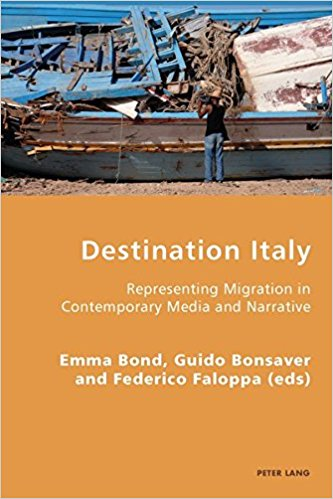 Destination Italy
Representing Migration in
Contemporary Media and Narrative
Emma Bond, Guido Bonsaver
and Federico Faloppa (eds)
PETER LANG